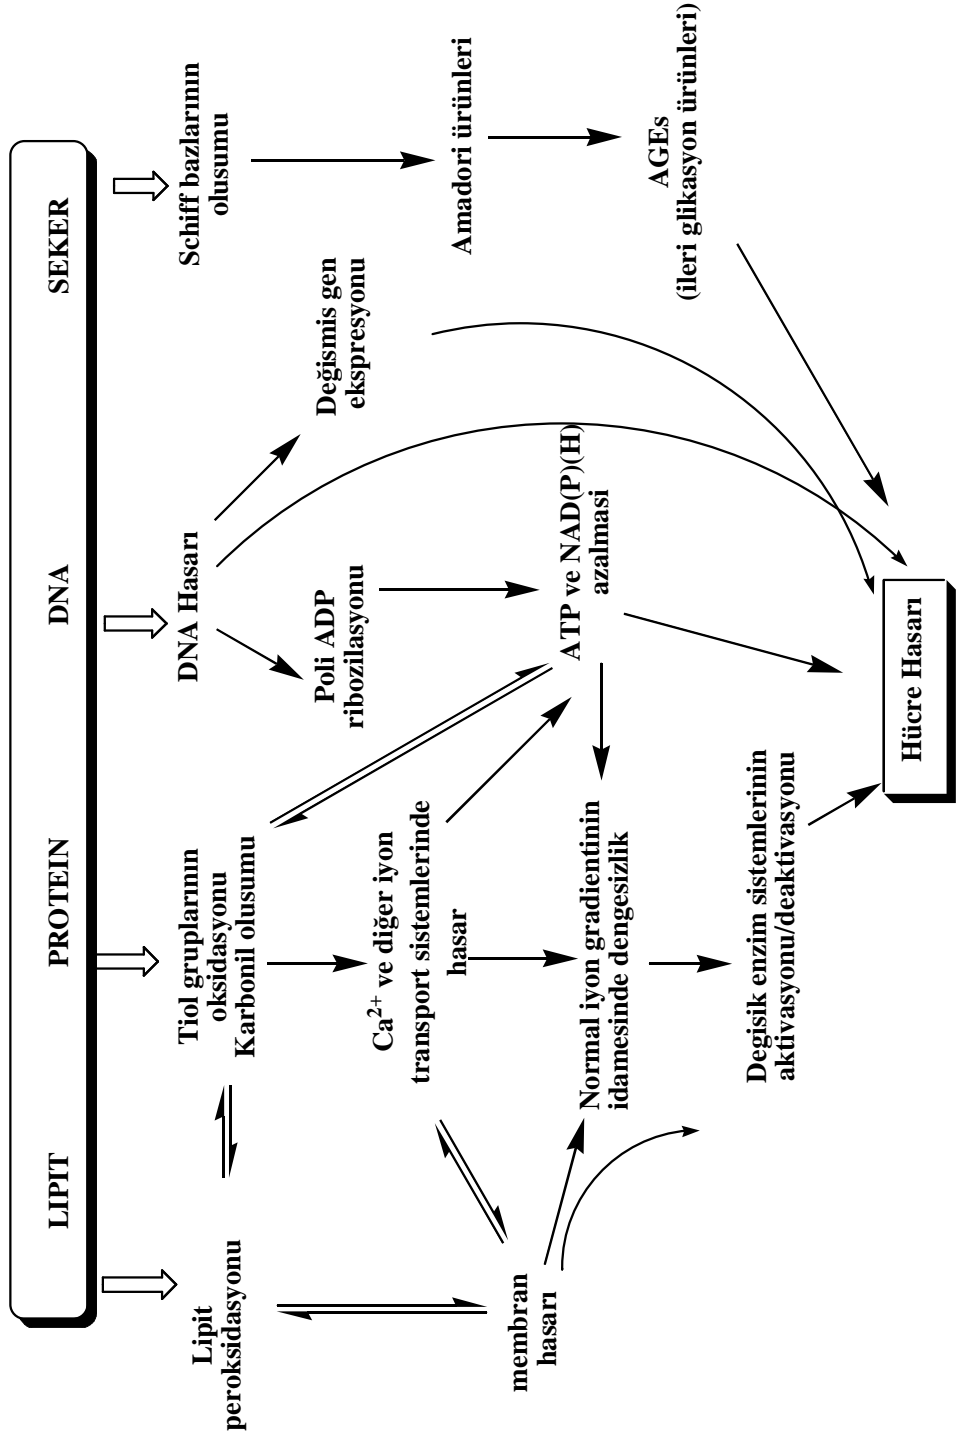 LIPIT PROTEIN DNA SEKER
Lipit
peroksidasyonu
Tiol gruplarının
oksidasyonu
Karbonil olusumu
DNA Hasarı
Schiff bazlarının
olusumu
Poli ADP
ribozilasyonu
Değismis gen
ekspresyonu
Ca²⁺ ve diğer iyon
transport sistemlerinde
hasar
Amadori ürünleri
membran
hasarı
Normal iyon gradientinin
idamesinde dengesizlik
ATP ve NAD(P)(H)
azalmasi
AGEs
(ileri glikasyon ürünleri)
Degisik enzim sistemlerinin
aktivasyonu/deaktivasyonu
Hücre Hasarı